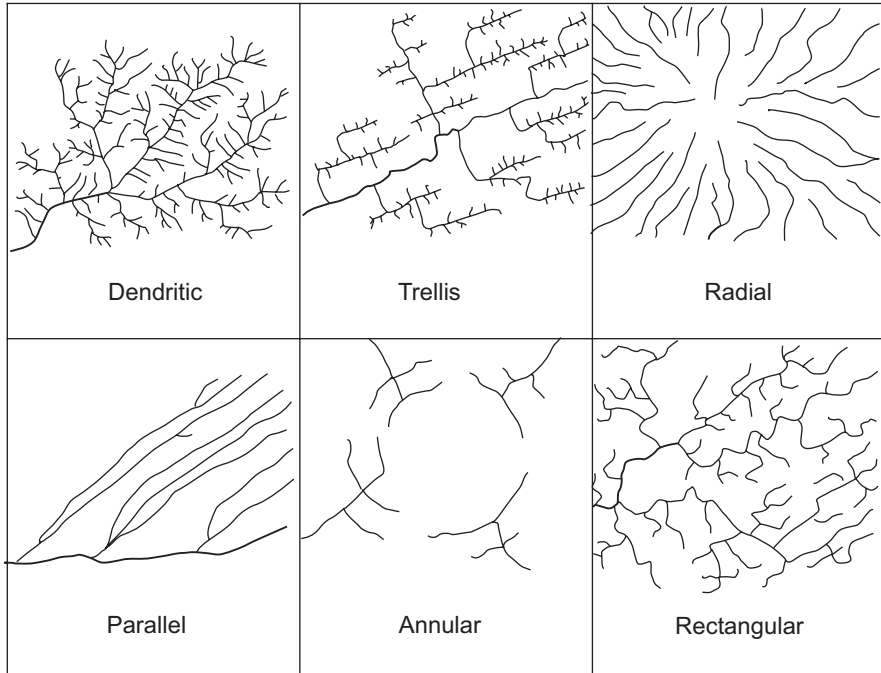 Dendritic
Trellis
Radial
Parallel
Annular
Rectangular